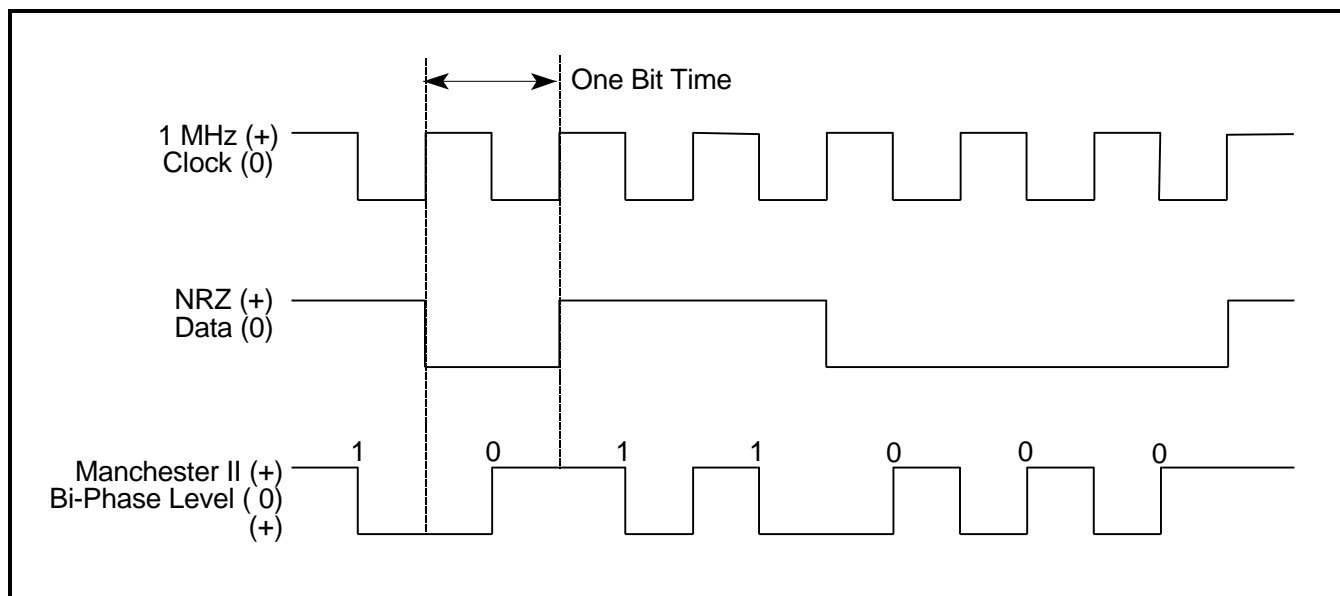 One Bit Time
1 MHz (+)
Clock (0)
NRZ (+)
Data (0)
1 0 1 1 0 0 0
Manchester II (+)
Bi-Phase Level ( 0)
(+)